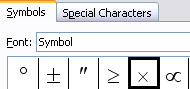 Symbols Special Characters
Font: Symbol
° ± ″ ≥ × ∝